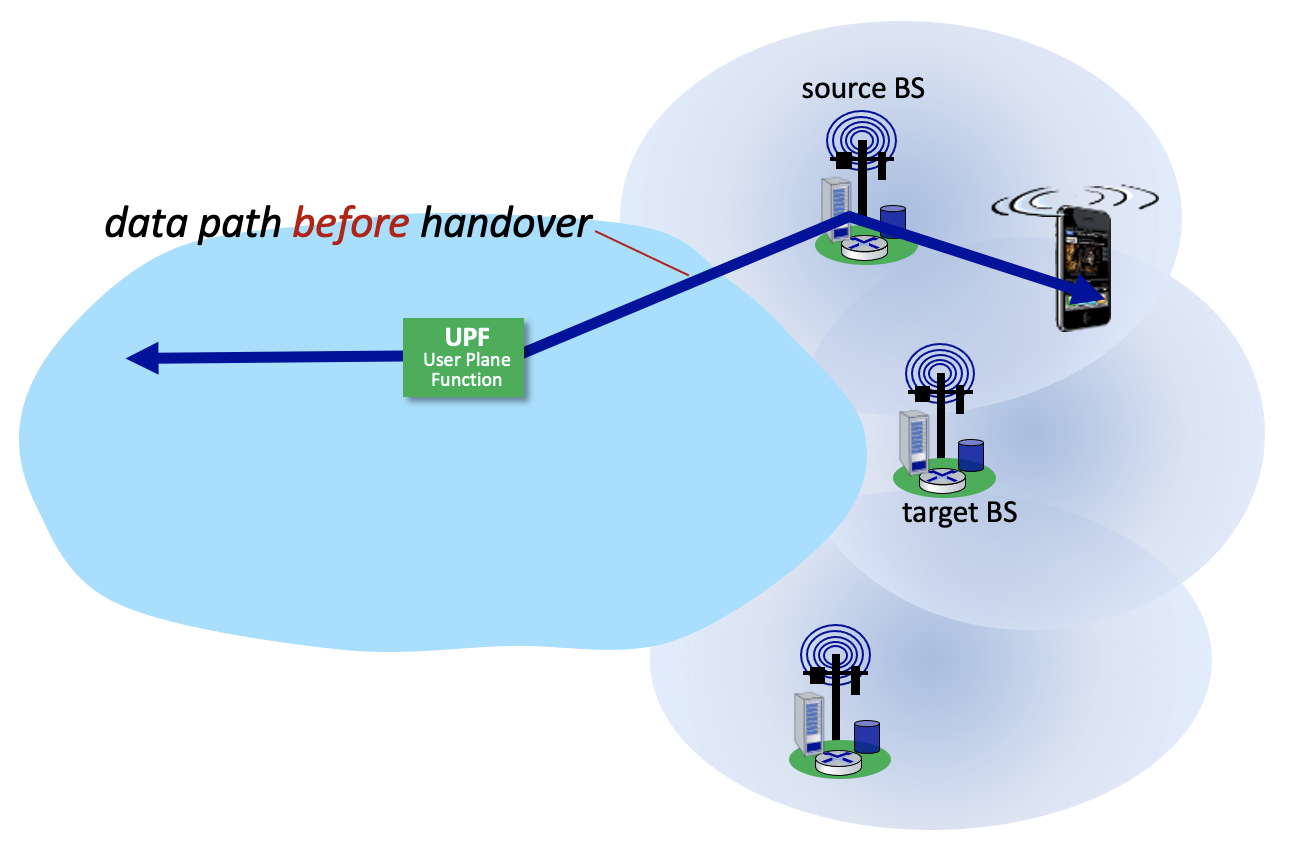 source BS
data path before handover
UPF
User Plane
Function
target BS